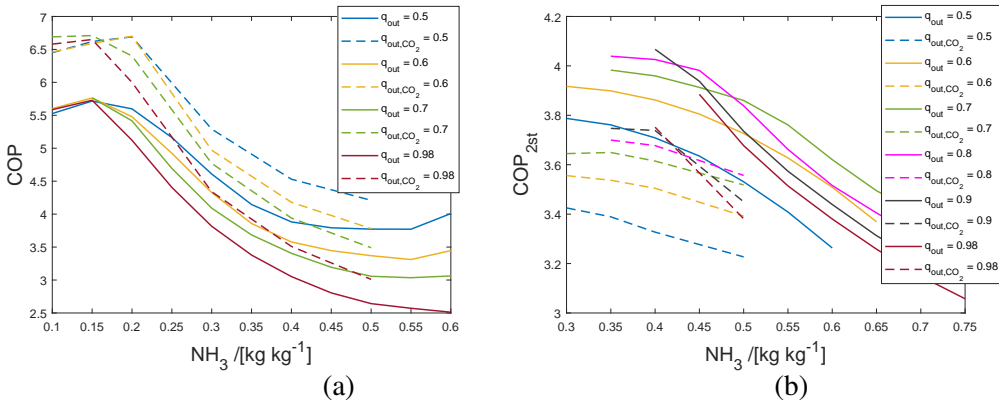 COP
7
6.5
6
5.5
5
4.5
4
3.5
3
2.5
0.1 0.15 0.2 0.25 0.3 0.35 0.4 0.45 0.5 0.55 0.6
NH3 /[kg kg-1]
qout = 0.5
qout,CO2 = 0.5
qout = 0.6
qout,CO2 = 0.6
qout = 0.7
qout,CO2 = 0.7
qout = 0.98
qout,CO2 = 0.98
(a)
COP2st
4.2
4
3.8
3.6
3.4
3.2
3
0.3 0.35 0.4 0.45 0.5 0.55 0.6 0.65 0.7 0.75
NH3 /[kg kg-1]
qout = 0.5
qout,CO2 = 0.5
qout = 0.6
qout,CO2 = 0.6
qout = 0.7
qout,CO2 = 0.7
qout = 0.8
qout,CO2 = 0.8
qout = 0.9
qout,CO2 = 0.9
qout = 0.98
qout,CO2 = 0.98
(b)